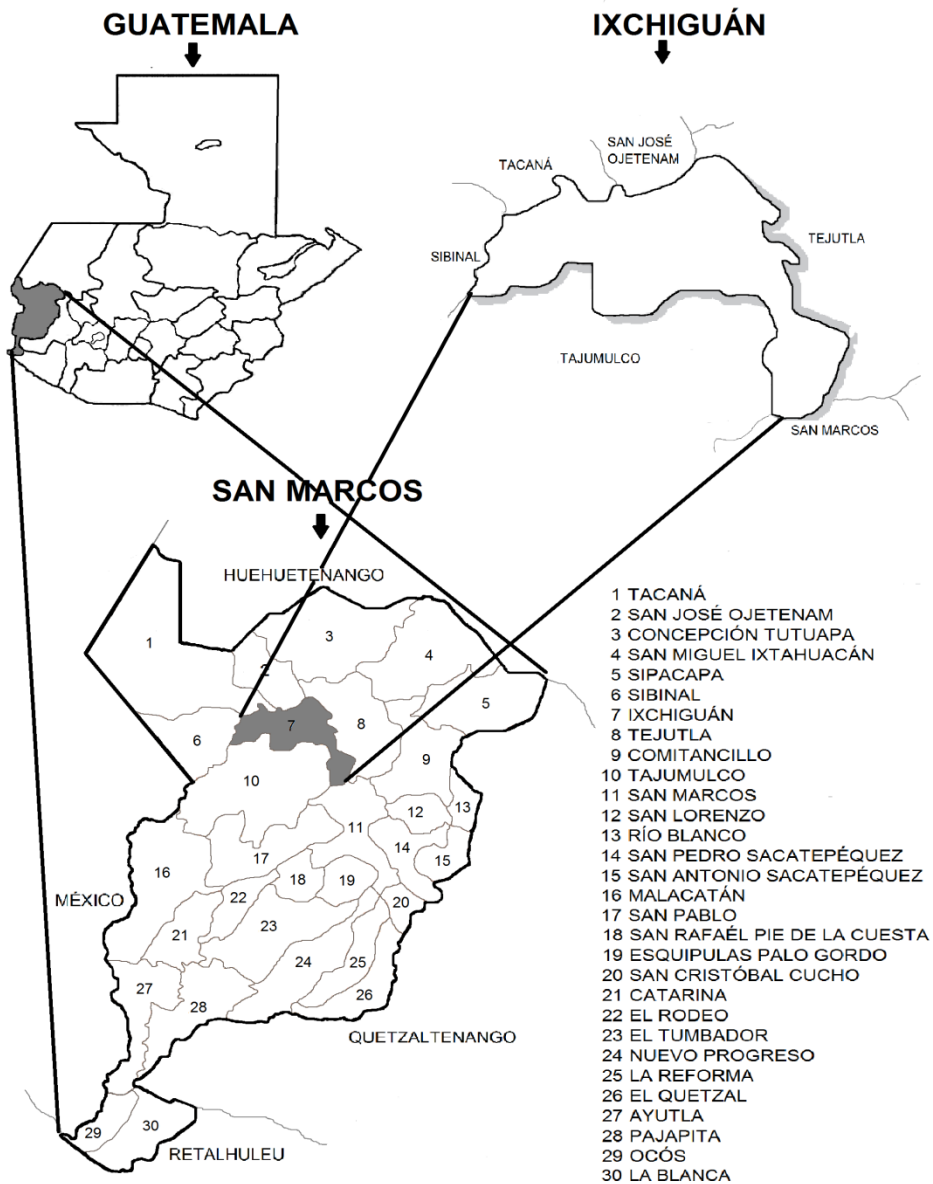 GUATEMALA
IXCHIGUÁN
SAN JOSÉ
OJETENAM
TACANÁ
TEJUTLA
SIBINAL
TAJUMULCO
SAN MARCOS
SAN MARCOS
HUEHUETENANGO
1
2
3
4
5
6
7
8
9
10
11
12
13
14
15
16
17
18
19
20
21
22
23
24
25
26
27
28
29
30
MÉXICO
QUETZALTENANGO
RETALHULEU
1 TACANÁ
2 SAN JOSÉ OJETENAM
3 CONCEPCIÓN TUTUAPA
4 SAN MIGUEL IXTAHUACÁN
5 SIPACAPA
6 SIBINAL
7 IXCHIGUÁN
8 TEJUTLA
9 COMITANCILLO
10 TAJUMULCO
11 SAN MARCOS
12 SAN LORENZO
13 RÍO BLANCO
14 SAN PEDRO SACATEPÉQUEZ
15 SAN ANTONIO SACATEPÉQUEZ
16 MALACATÁN
17 SAN PABLO
18 SAN RAFAÉL PIE DE LA CUESTA
19 ESQUIPULAS PALO GORDO
20 SAN CRISTÓBAL CUCHO
21 CATARINA
22 EL RODEO
23 EL TUMBADOR
24 NUEVO PROGRESO
25 LA REFORMA
26 EL QUETZAL
27 AYUTLA
28 PAJAPITA
29 OCÓS
30 LA BLANCA